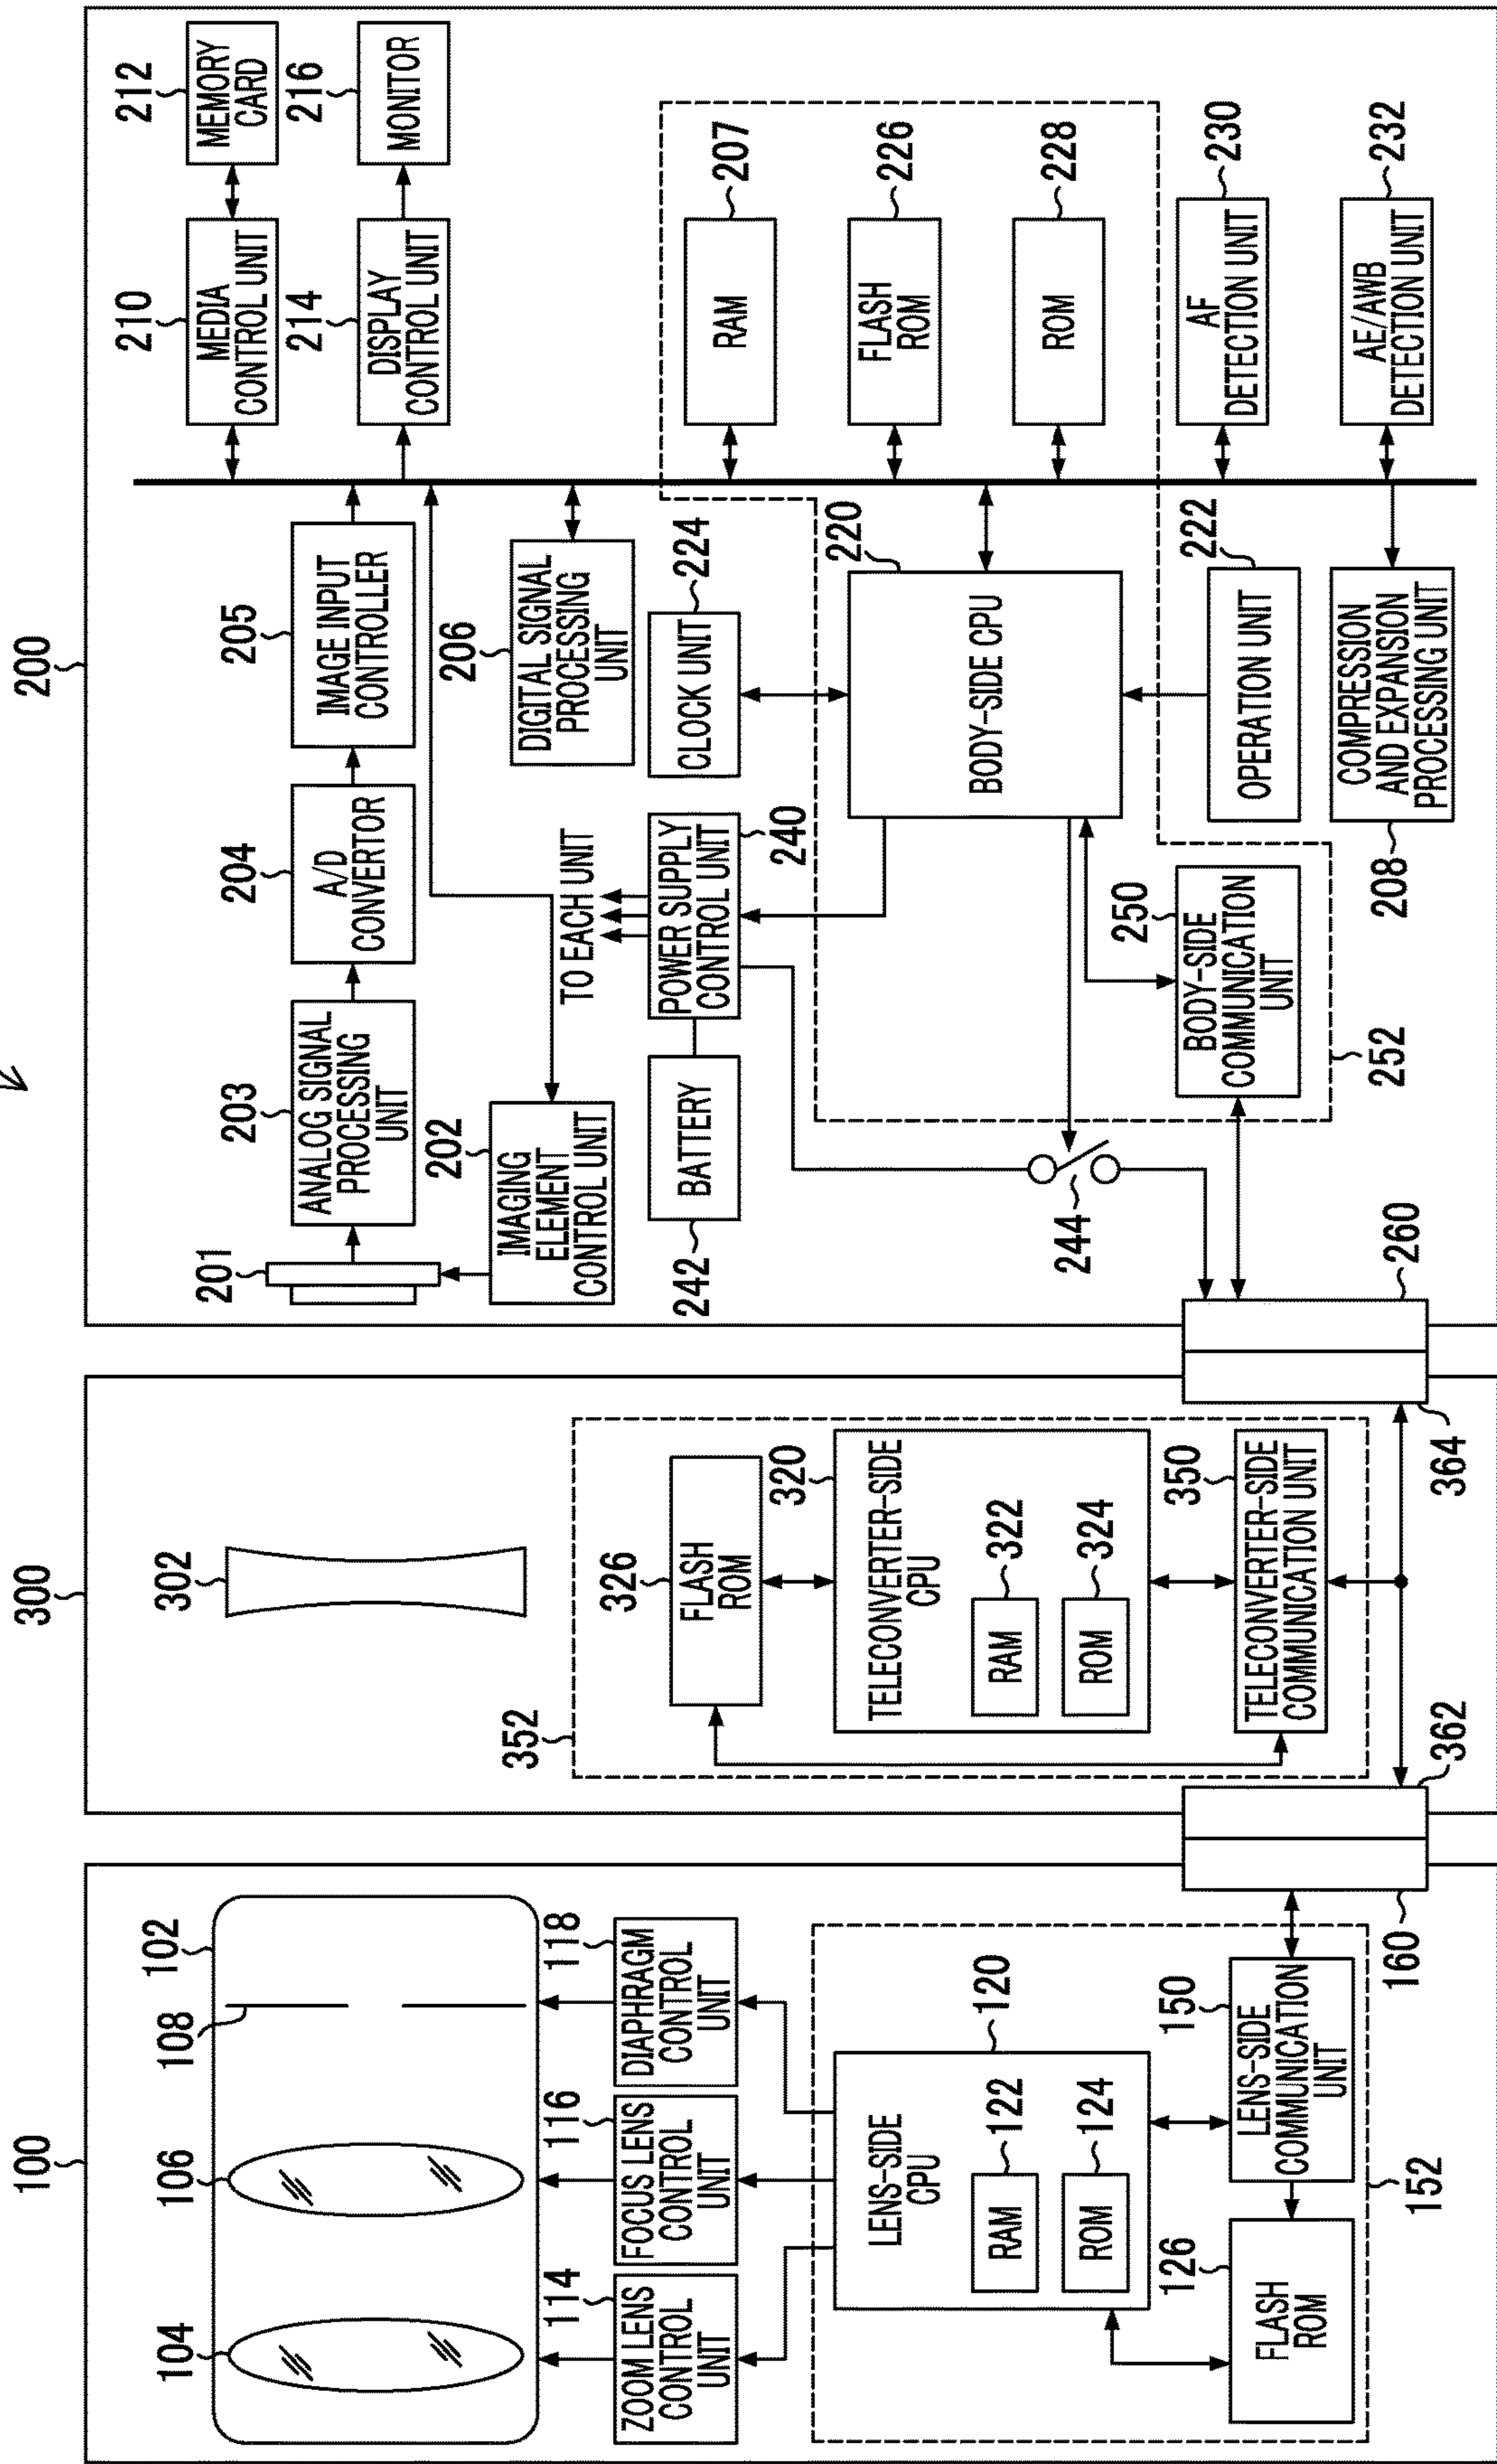 100
102
104
106
108
ZOOM LENS
CONTROL
UNIT
114
FOCUS LENS
CONTROL
UNIT
116
DIAPHRAGM
CONTROL
UNIT
118
LENS-SIDE
CPU
120
RAM
122
ROM
124
FLASH
ROM
126
LENS-SIDE
COMMUNICATION
UNIT
150
152
160
300
302
352
FLASH
ROM
326
TELECONVERTER-SIDE
CPU
320
RAM
322
ROM
324
TELECONVERTER-SIDE
COMMUNICATION UNIT
350
362
364
200
201
ANALOG SIGNAL
PROCESSING
UNIT
203
A/D
CONVERTOR
204
IMAGE INPUT
CONTROLLER
205
MEDIA
CONTROL UNIT
210
MEMORY
CARD
212
DISPLAY
CONTROL UNIT
214
MONITOR
216
IMAGING
ELEMENT
CONTROL UNIT
202
DIGITAL SIGNAL
PROCESSING
UNIT
206
TO EACH UNIT
BATTERY
242
POWER SUPPLY
CONTROL UNIT
240
CLOCK UNIT
224
RAM
207
FLASH
ROM
226
ROM
228
BODY-SIDE CPU
220
244
BODY-SIDE
COMMUNICATION
UNIT
250
252
OPERATION UNIT
222
AF
DETECTION UNIT
230
AE/AWB
DETECTION UNIT
232
COMPRESSION
AND EXPANSION
PROCESSING UNIT
208
260